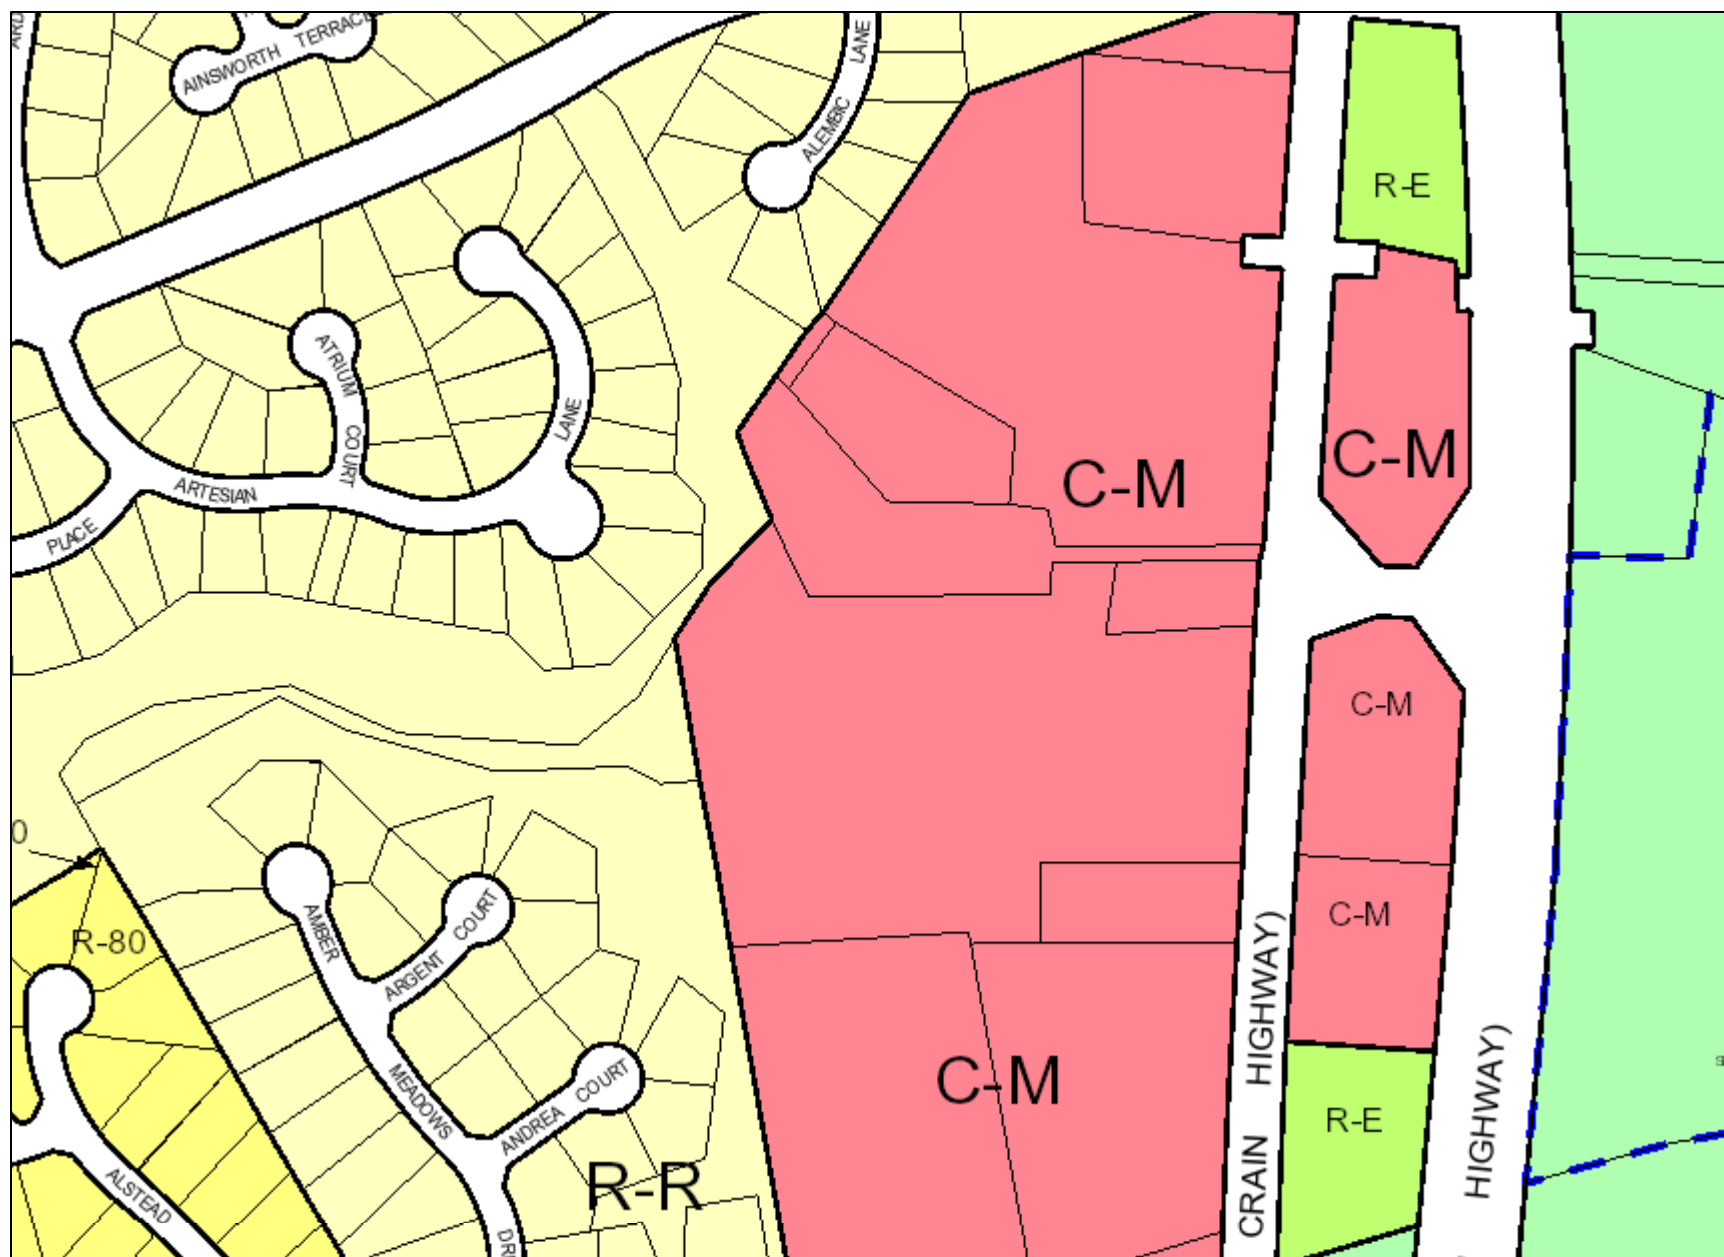 AINSWORTH TERRACE
LANE
ALEMBIC
R-E
ATRIUM
COURT
LANE
C-M
C-M
ARTESIAN
PLACE
C-M
0
R-80
C-M
AMBER
COURT
ARGENT
HIGHWAY)
HIGHWAY)
MEADOWS
COURT
ANDREA
C-M
R-E
ALSTEAD
R-R
CRAIN